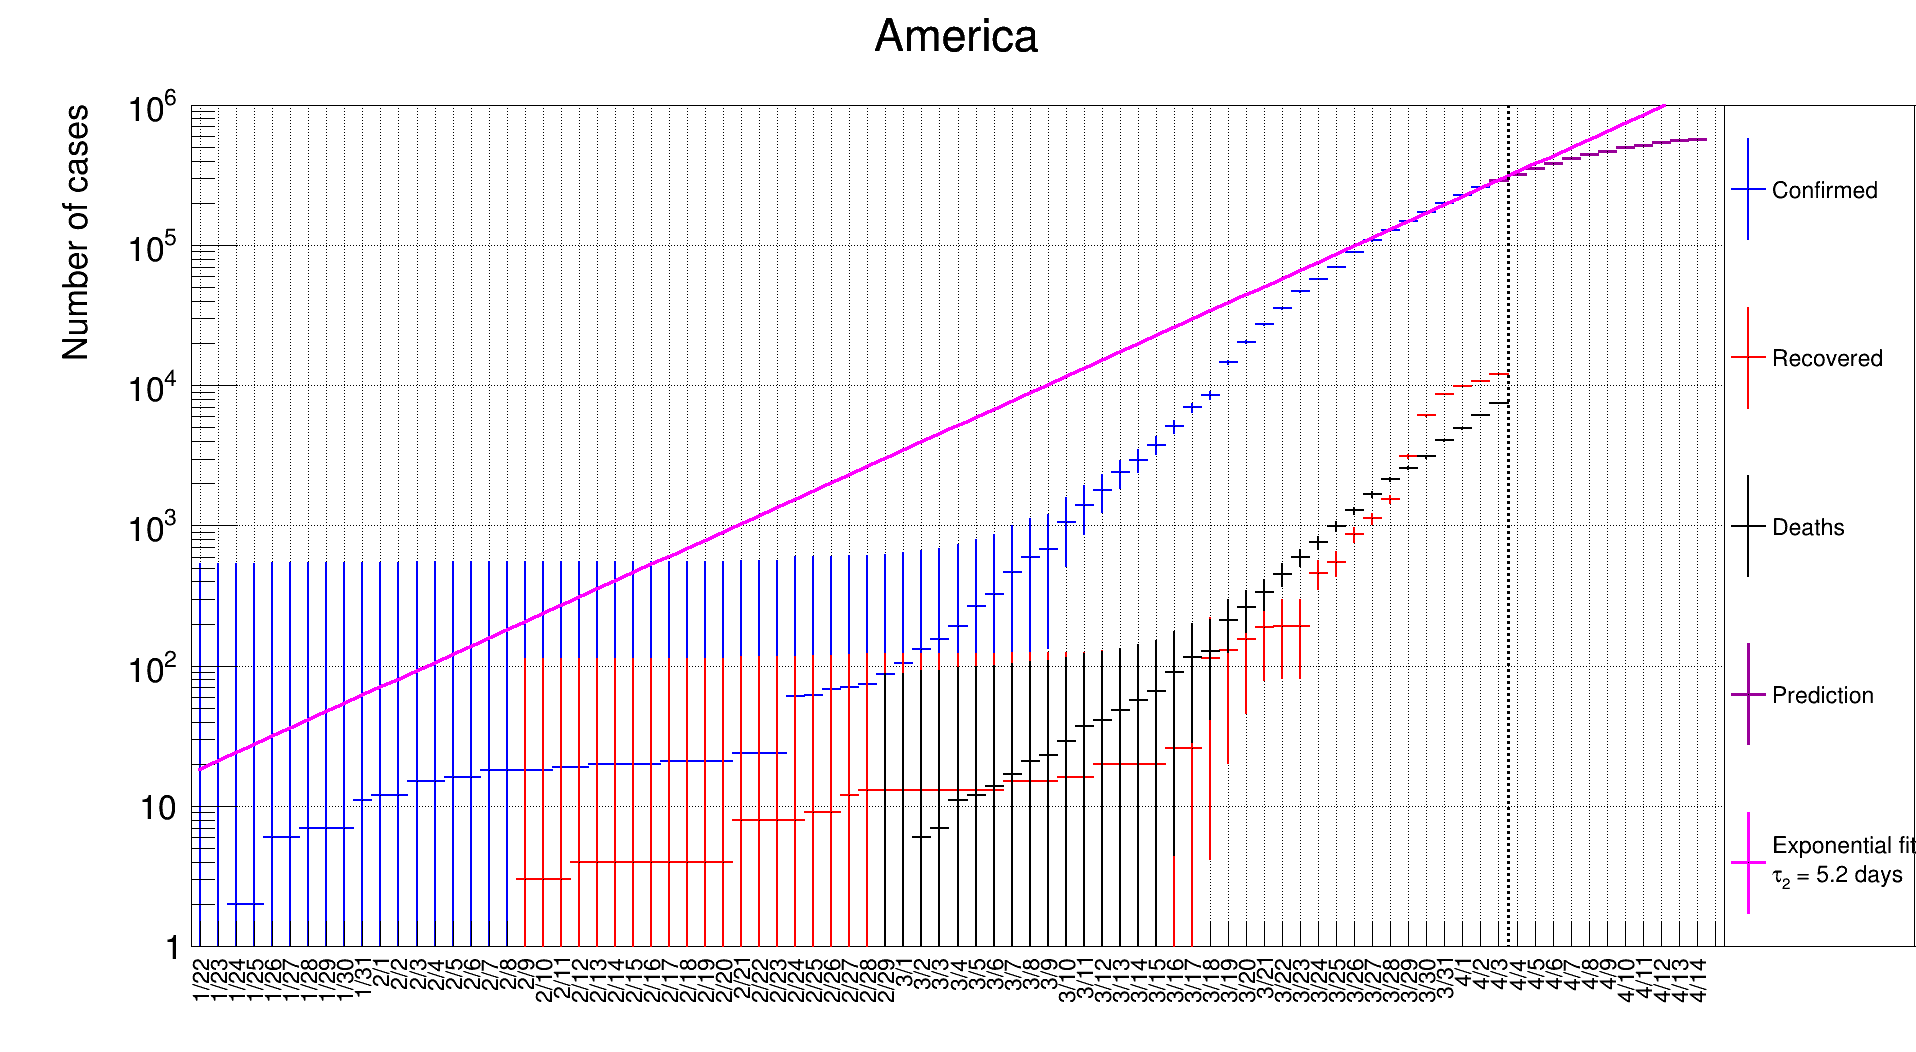 America
Number of cases
10^6
10^5
10^4
10^3
10^2
10
1
1/22 1/23 1/24 1/25 1/26 1/27 1/28 1/29 1/30 1/31 2/1 2/2 2/3 2/4 2/5 2/6 2/7 2/8 2/9 2/10 2/11 2/12 2/13 2/14 2/15 2/16 2/17 2/18 2/19 2/20 2/21 2/22 2/23 2/24 2/25 2/26 2/27 2/28 2/29 3/1 3/2 3/3 3/4 3/5 3/6 3/7 3/8 3/9 3/10 3/11 3/12 3/13 3/14 3/15 3/16 3/17 3/18 3/19 3/20 3/21 3/22 3/23 3/24 3/25 3/26 3/27 3/28 3/29 3/30 3/31 4/1 4/2 4/3 4/4 4/5 4/6 4/7 4/8 4/9 4/10 4/11 4/12 4/13 4/14
Confirmed
Recovered
Deaths
Prediction
Exponential fit
τ₂ = 5.2 days